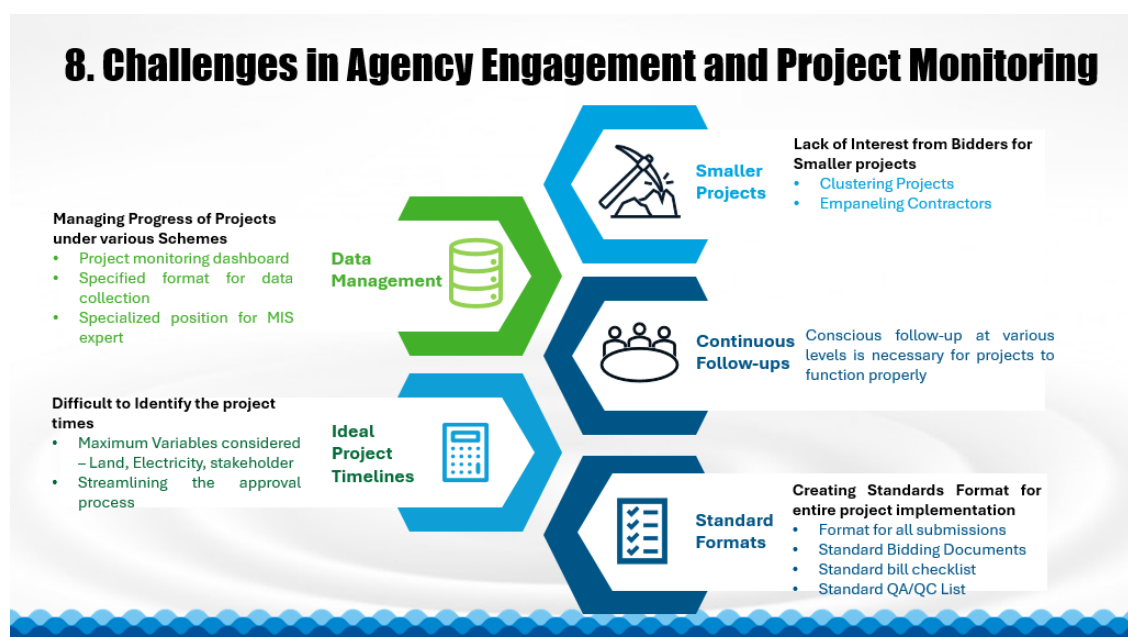 8. Challenges in Agency Engagement and Project Monitoring
Smaller
Projects
Lack of Interest from Bidders for
Smaller projects
• Clustering Projects
• Empaneling Contractors
Managing Progress of Projects
under various Schemes
• Project monitoring dashboard
• Specified format for data
collection
• Specialized position for MIS
expert
Data
Management
Continuous
Follow-ups
Conscious follow-up at various
levels is necessary for projects to
function properly
Difficult to Identify the project
times
• Maximum Variables considered
– Land, Electricity, stakeholder
• Streamlining the approval
process
Ideal
Project
Timelines
Standard
Formats
Creating Standards Format for
entire project implementation
• Format for all submissions
• Standard Bidding Documents
• Standard bill checklist
• Standard QA/QC List